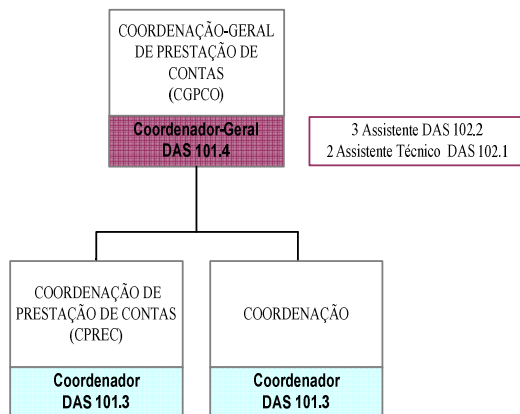 COORDENAÇÃO-GERAL
DE PRESTAÇÃO DE
CONTAS
(CGPCO)
Coordenador-Geral
DAS 101.4
3 Assistente DAS 102.2
2 Assistente Técnico DAS 102.1
COORDENAÇÃO DE
PRESTAÇÃO DE CONTAS
(CPREC)
Coordenador
DAS 101.3
COORDENAÇÃO
Coordenador
DAS 101.3